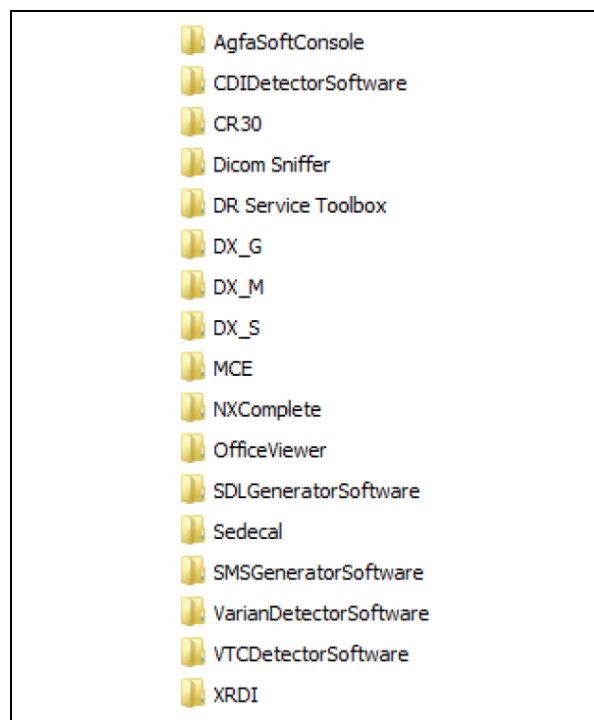 AgfaSoftConsole
CDIDetectorSoftware
CR30
Dicom Sniffer
DR Service Toolbox
DX_G
DX_M
DX_S
MCE
NXComplete
OfficeViewer
SDLGeneratorSoftware
Sedecal
SMSGeneratorSoftware
VarianDetectorSoftware
VTCDetectorSoftware
XRDI